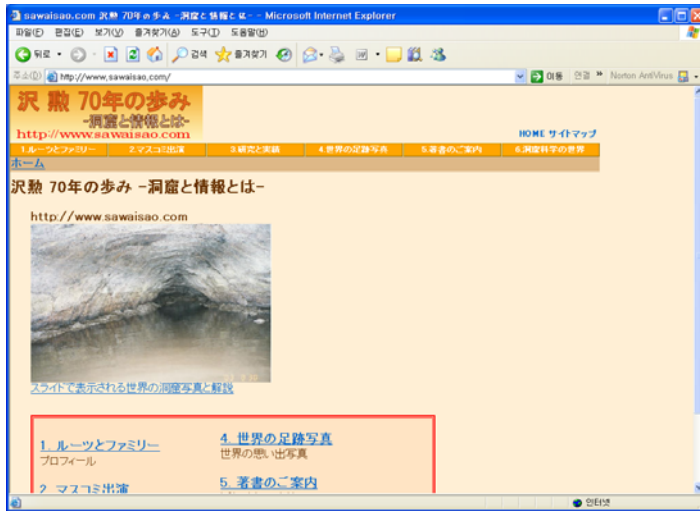 sawaisao.com 沢 勲 70年の歩み -洞窟と情報とは- - Microsoft Internet Explorer
파일(F) 편집(E) 보기(V) 즐겨찾기(A) 도구(T) 도움말(H)
뒤로 검색 즐겨찾기
주소(D) http://www.sawaisao.com/ 이동 연결 » Norton AntiVirus
沢 勲 70年の歩み
-洞窟と情報とは-
http://www.sawaisao.com
HOME サイトマップ
1.ルーツとファミリー 2.マスコミ出演 3.研究と実績 4.世界の足跡写真 5.著書のご案内 6.洞窟科学の世界
ホーム
沢勲 70年の歩み -洞窟と情報とは-
http://www.sawaisao.com
スライドで表示される世界の洞窟写真と解説
1. ルーツとファミリー
プロフィール
2. マスコミ出演
4. 世界の足跡写真
世界の思い出写真
5. 著書のご案内
인터넷